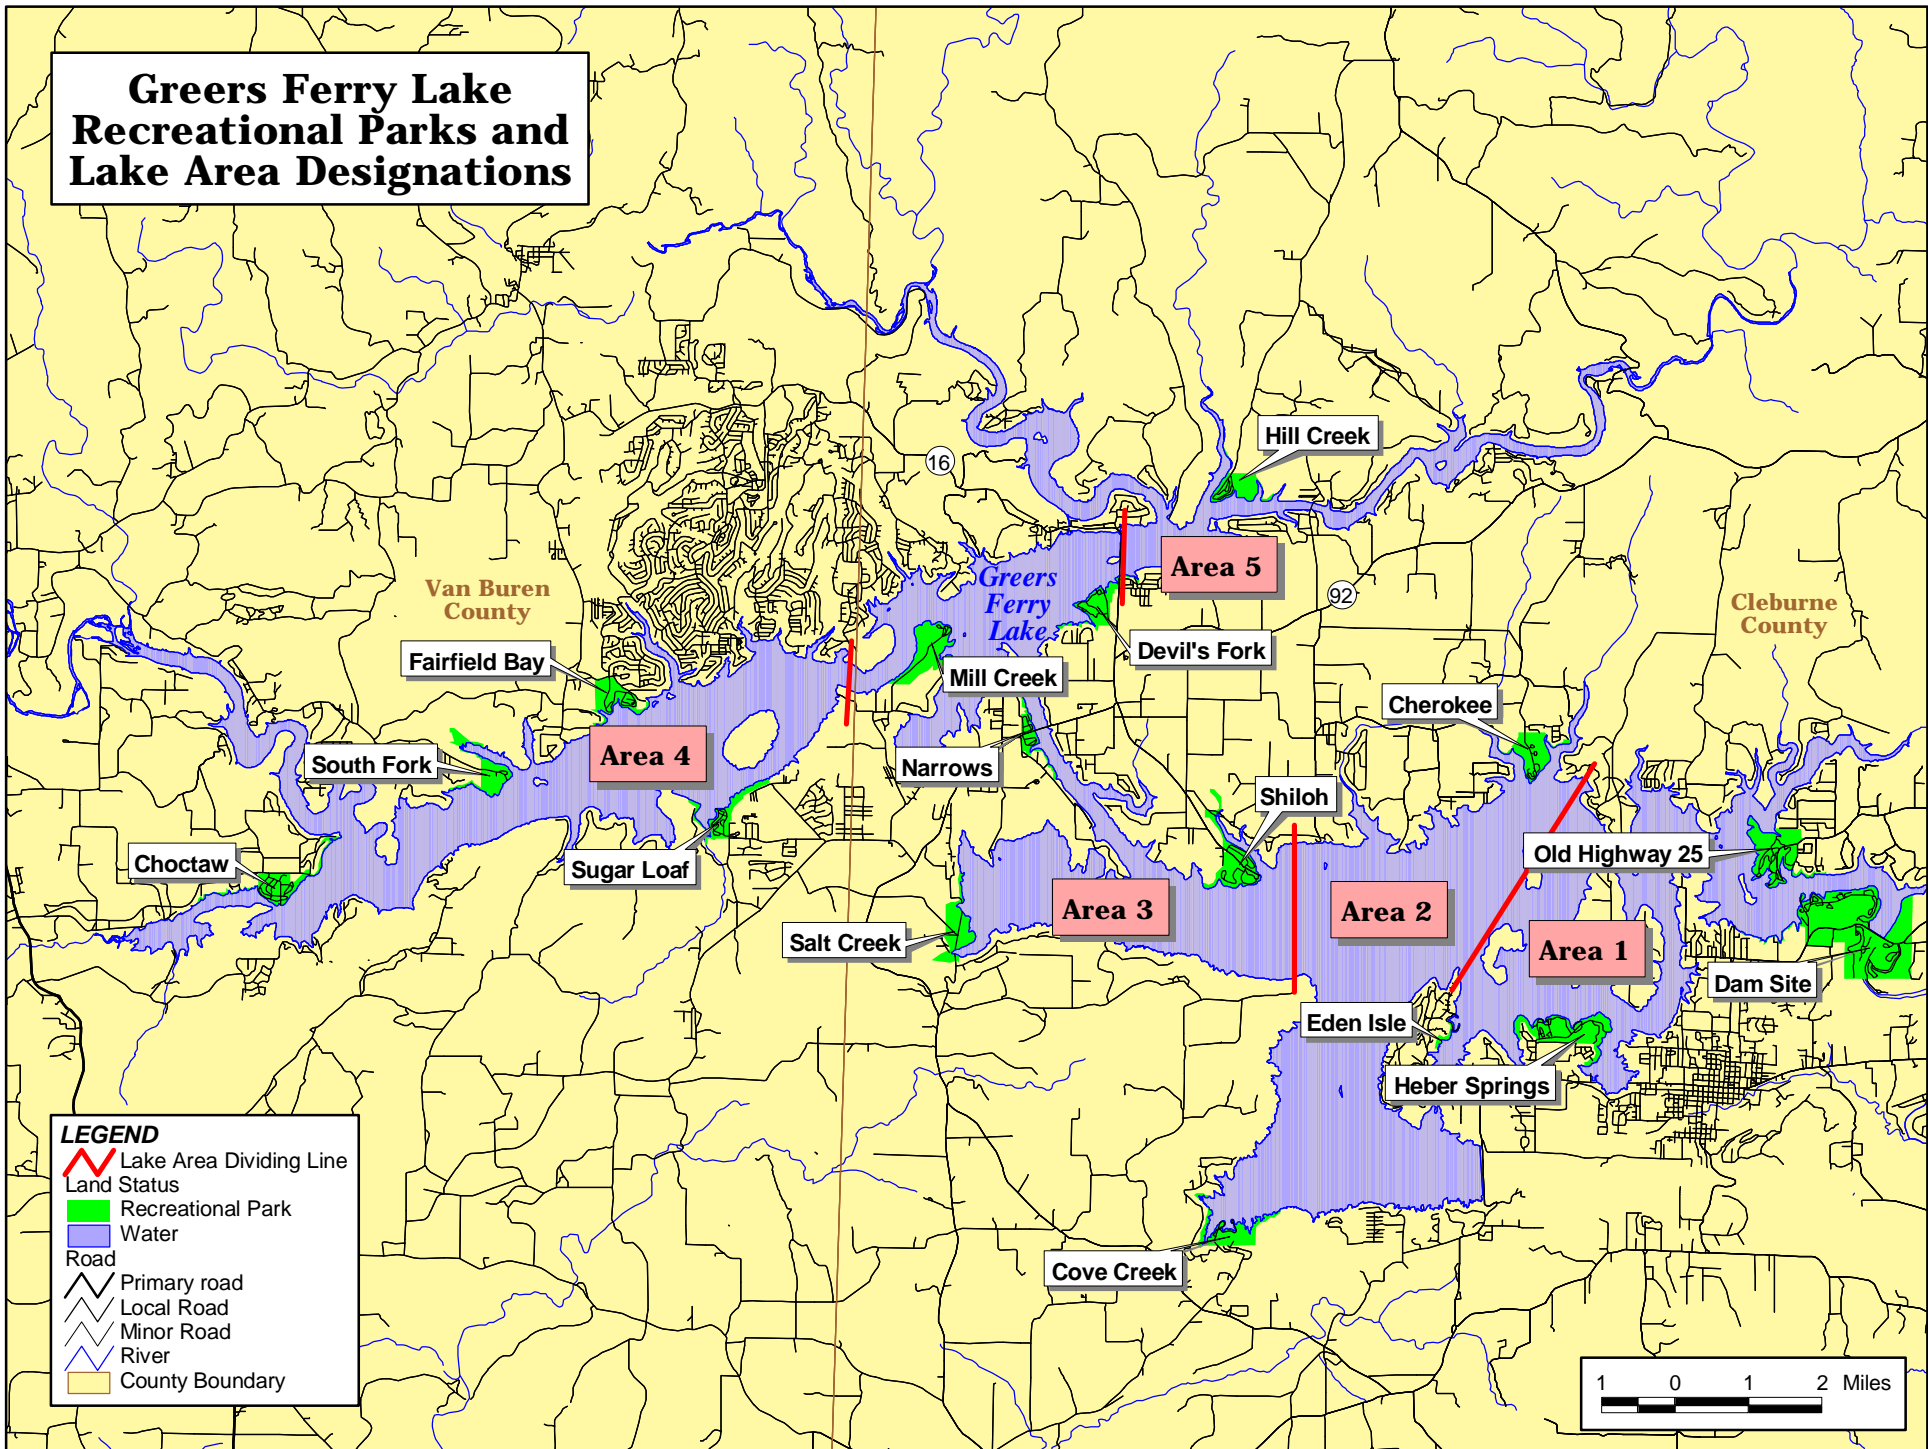 Greers Ferry Lake
Recreational Parks and
Lake Area Designations
Hill Creek
16
Area 5
Greers
Ferry
Lake
92
Van Buren
County
Cleburne
County
Devil's Fork
Fairfield Bay
Mill Creek
Cherokee
Area 4
South Fork
Narrows
Shiloh
Old Highway 25
Choctaw
Sugar Loaf
Area 3
Area 2
Salt Creek
Area 1
Dam Site
Eden Isle
Heber Springs
Cove Creek
LEGEND
Lake Area Dividing Line
Land Status
Recreational Park
Water
Road
Primary road
Local Road
Minor Road
River
County Boundary
1 0 1 2 Miles